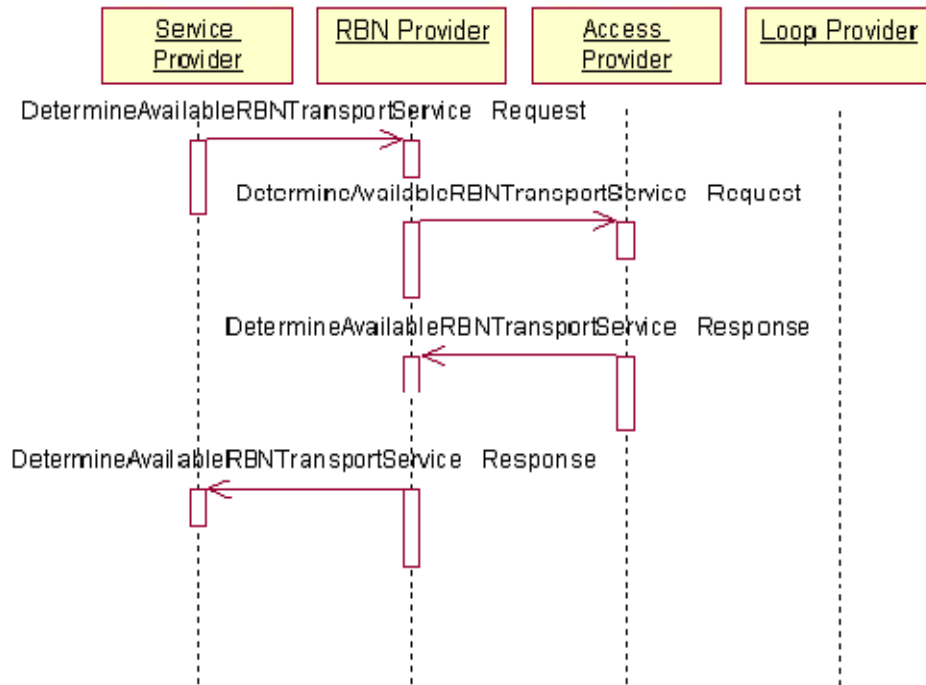 Service
Provider
RBN Provider
Access
Provider
Loop Provider
DetermineAvailableRBNTransportService Request
DetermineAvailableRBNTransportService Request
DetermineAvailableRBNTransportService Response
DetermineAvailableRBNTransportService Response